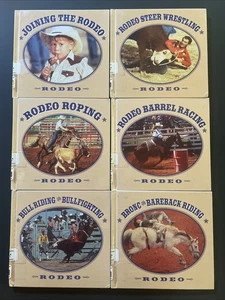 JOINING THE RODEO
RODEO
RODEO STEER WRESTLING
RODEO
RODEO ROPING
RODEO
RODEO BARREL RACING
RODEO
BULL RIDING & BULLFIGHTING
RODEO
BRONC & BAREBACK RIDING
RODEO